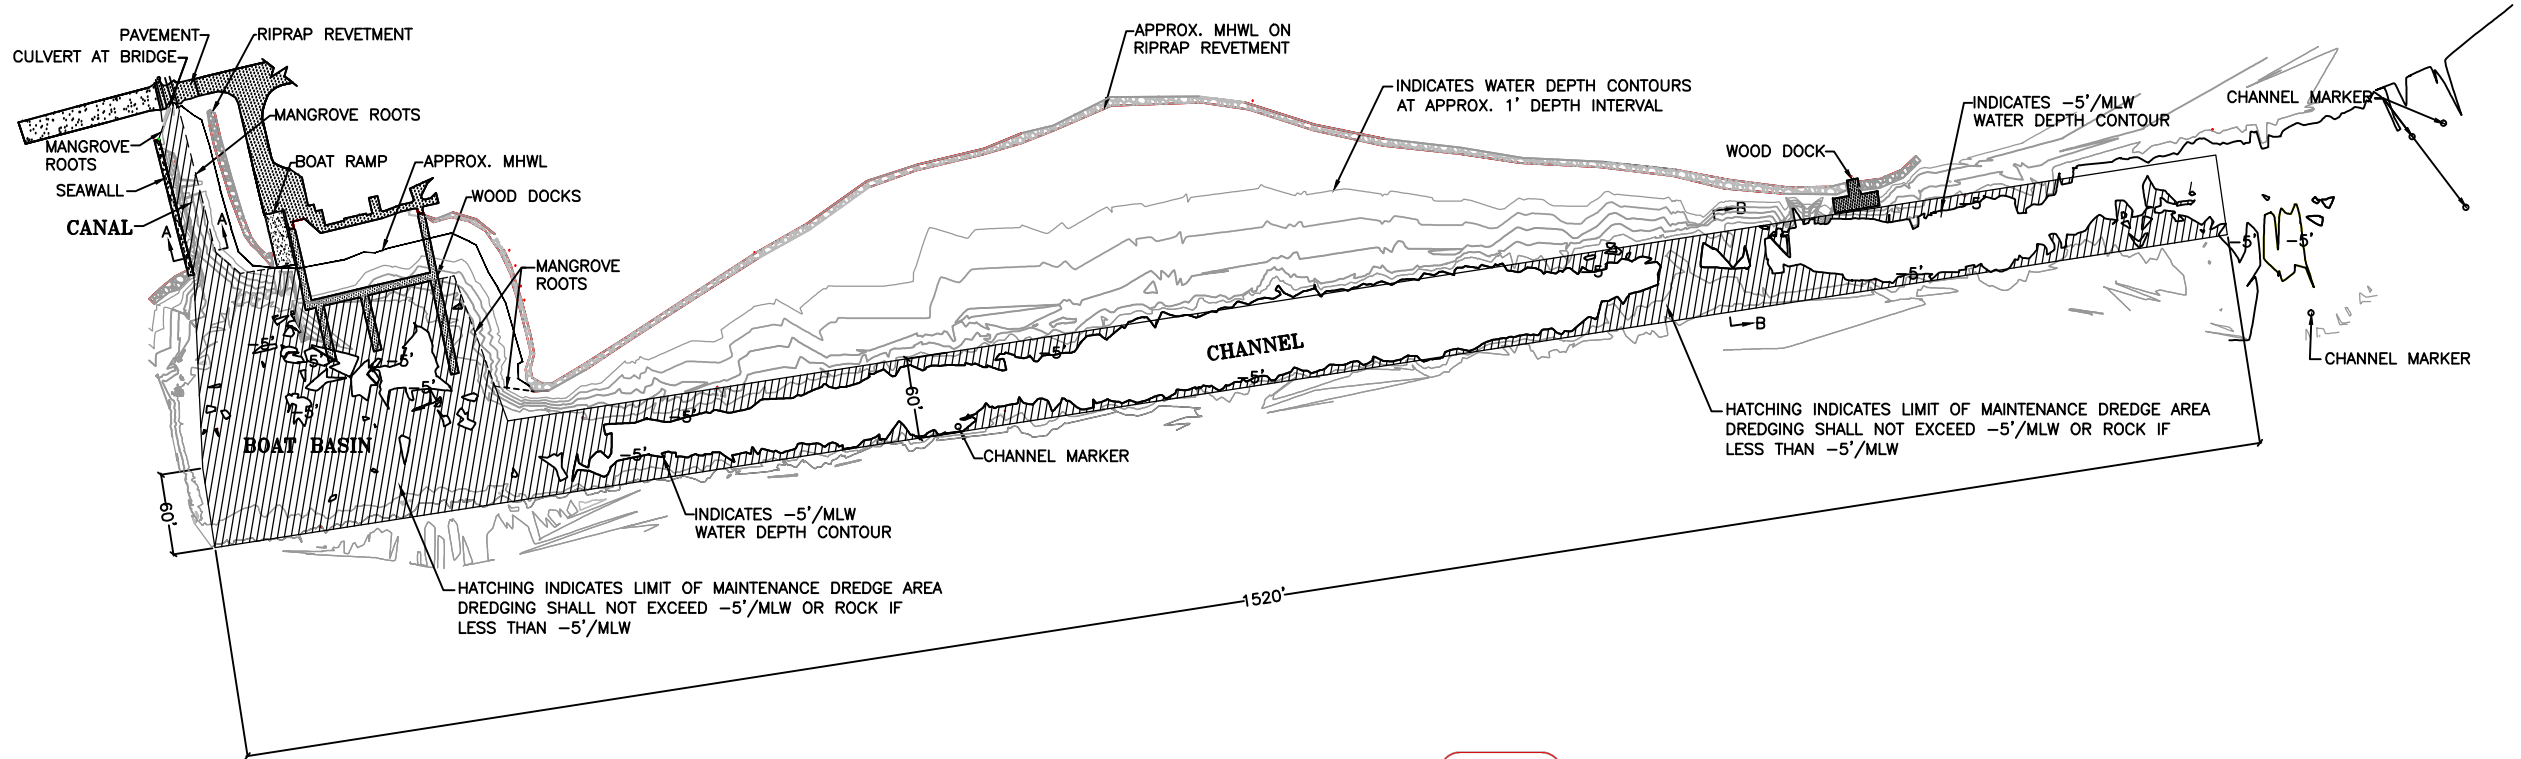 PAVEMENT
RIPRAP REVETMENT
CULVERT AT BRIDGE
MANGROVE ROOTS
MANGROVE
ROOTS
BOAT RAMP
APPROX. MHWL
SEAWALL
WOOD DOCKS
CANAL
A
A
MANGROVE
ROOTS
APPROX. MHWL ON
RIPRAP REVETMENT
INDICATES WATER DEPTH CONTOURS
AT APPROX. 1' DEPTH INTERVAL
INDICATES -5'/MLW
WATER DEPTH CONTOUR
CHANNEL MARKER
WOOD DOCK
B
B
-5'
-5'
-5'
-5'
-5'
-5'
5'
-5'
-5'
-5'
-5'
-5'
-5'
-5'
5'
CHANNEL
60'
BOAT BASIN
CHANNEL MARKER
CHANNEL MARKER
60'
INDICATES -5'/MLW
WATER DEPTH CONTOUR
HATCHING INDICATES LIMIT OF MAINTENANCE DREDGE AREA
DREDGING SHALL NOT EXCEED -5'/MLW OR ROCK IF
LESS THAN -5'/MLW
HATCHING INDICATES LIMIT OF MAINTENANCE DREDGE AREA
DREDGING SHALL NOT EXCEED -5'/MLW OR ROCK IF
LESS THAN -5'/MLW
1520'